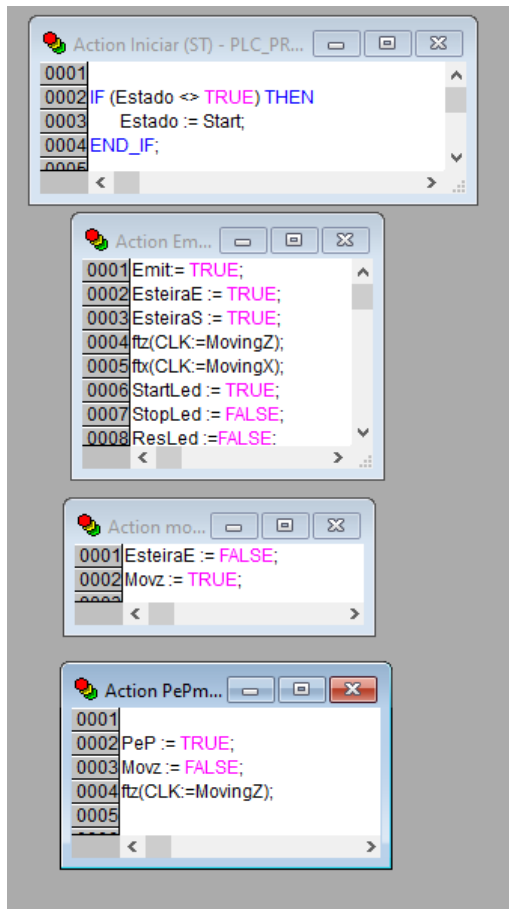 Action Iniciar (ST) - PLC_PR...
0001
0002 IF (Estado <> TRUE) THEN
0003 Estado := Start;
0004 END_IF;
0005
Action Em...
0001 Emit:= TRUE;
0002 EsteiraE := TRUE;
0003 EsteiraS := TRUE;
0004 ftz(CLK:=MovingZ);
0005 ftx(CLK:=MovingX);
0006 StartLed := TRUE;
0007 StopLed := FALSE;
0008 ResLed :=FALSE:
Action mo...
0001 EsteiraE := FALSE;
0002 Movz := TRUE;
Action PePm...
0001
0002 PeP := TRUE;
0003 Movz := FALSE;
0004 ftz(CLK:=MovingZ);
0005